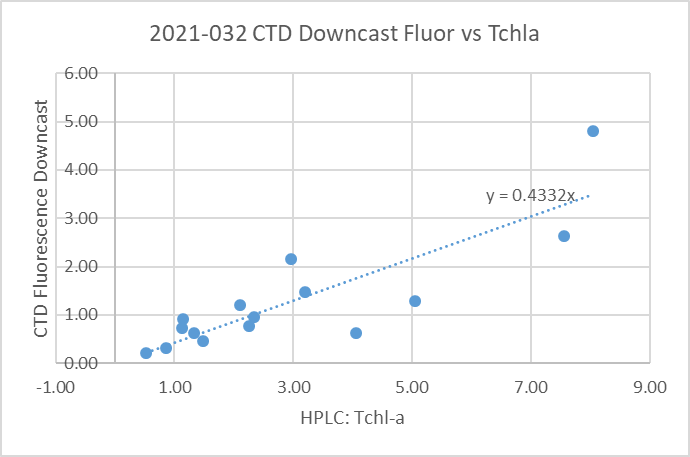 2021-032 CTD Downcast Fluor vs Tchla
6.00
5.00
4.00
3.00
2.00
1.00
0.00
CTD Fluorescence Downcast
y = 0.4332x
-1.00 1.00 3.00 5.00 7.00 9.00
HPLC: Tchl-a